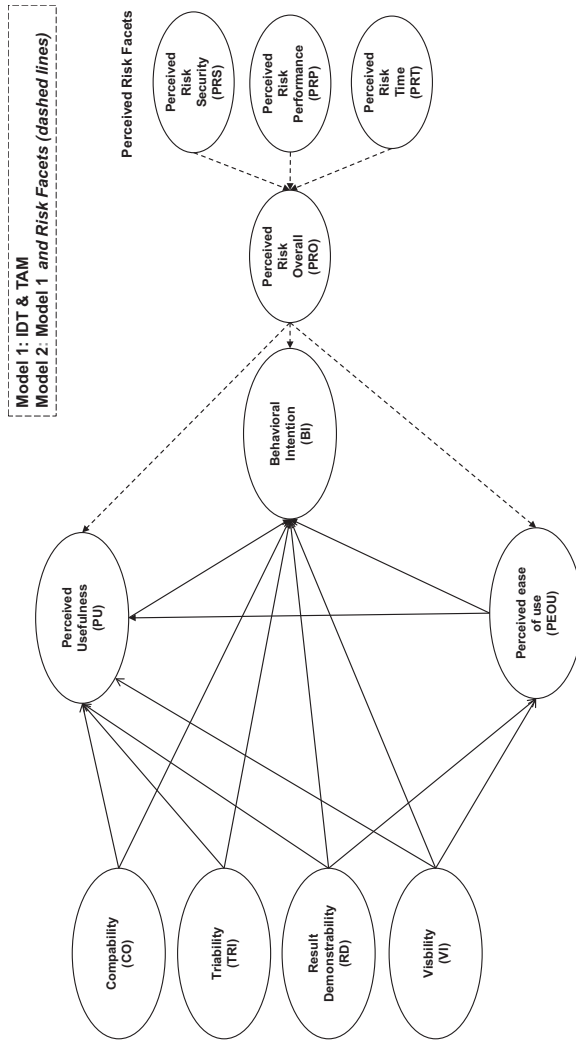 Model 1: IDT & TAM
Model 2: Model 1 and Risk Facets (dashed lines)
Perceived Risk Facets
Compability
(CO)
Triability
(TRI)
Result
Demonstrability
(RD)
Visbility
(VI)
Perceived
Usefulness
(PU)
Perceived ease
of use
(PEOU)
Behavioral
Intention
(BI)
Perceived
Risk
Overall
(PRO)
Perceived
Risk
Security
(PRS)
Perceived
Risk
Performance
(PRP)
Perceived
Risk
Time
(PRT)